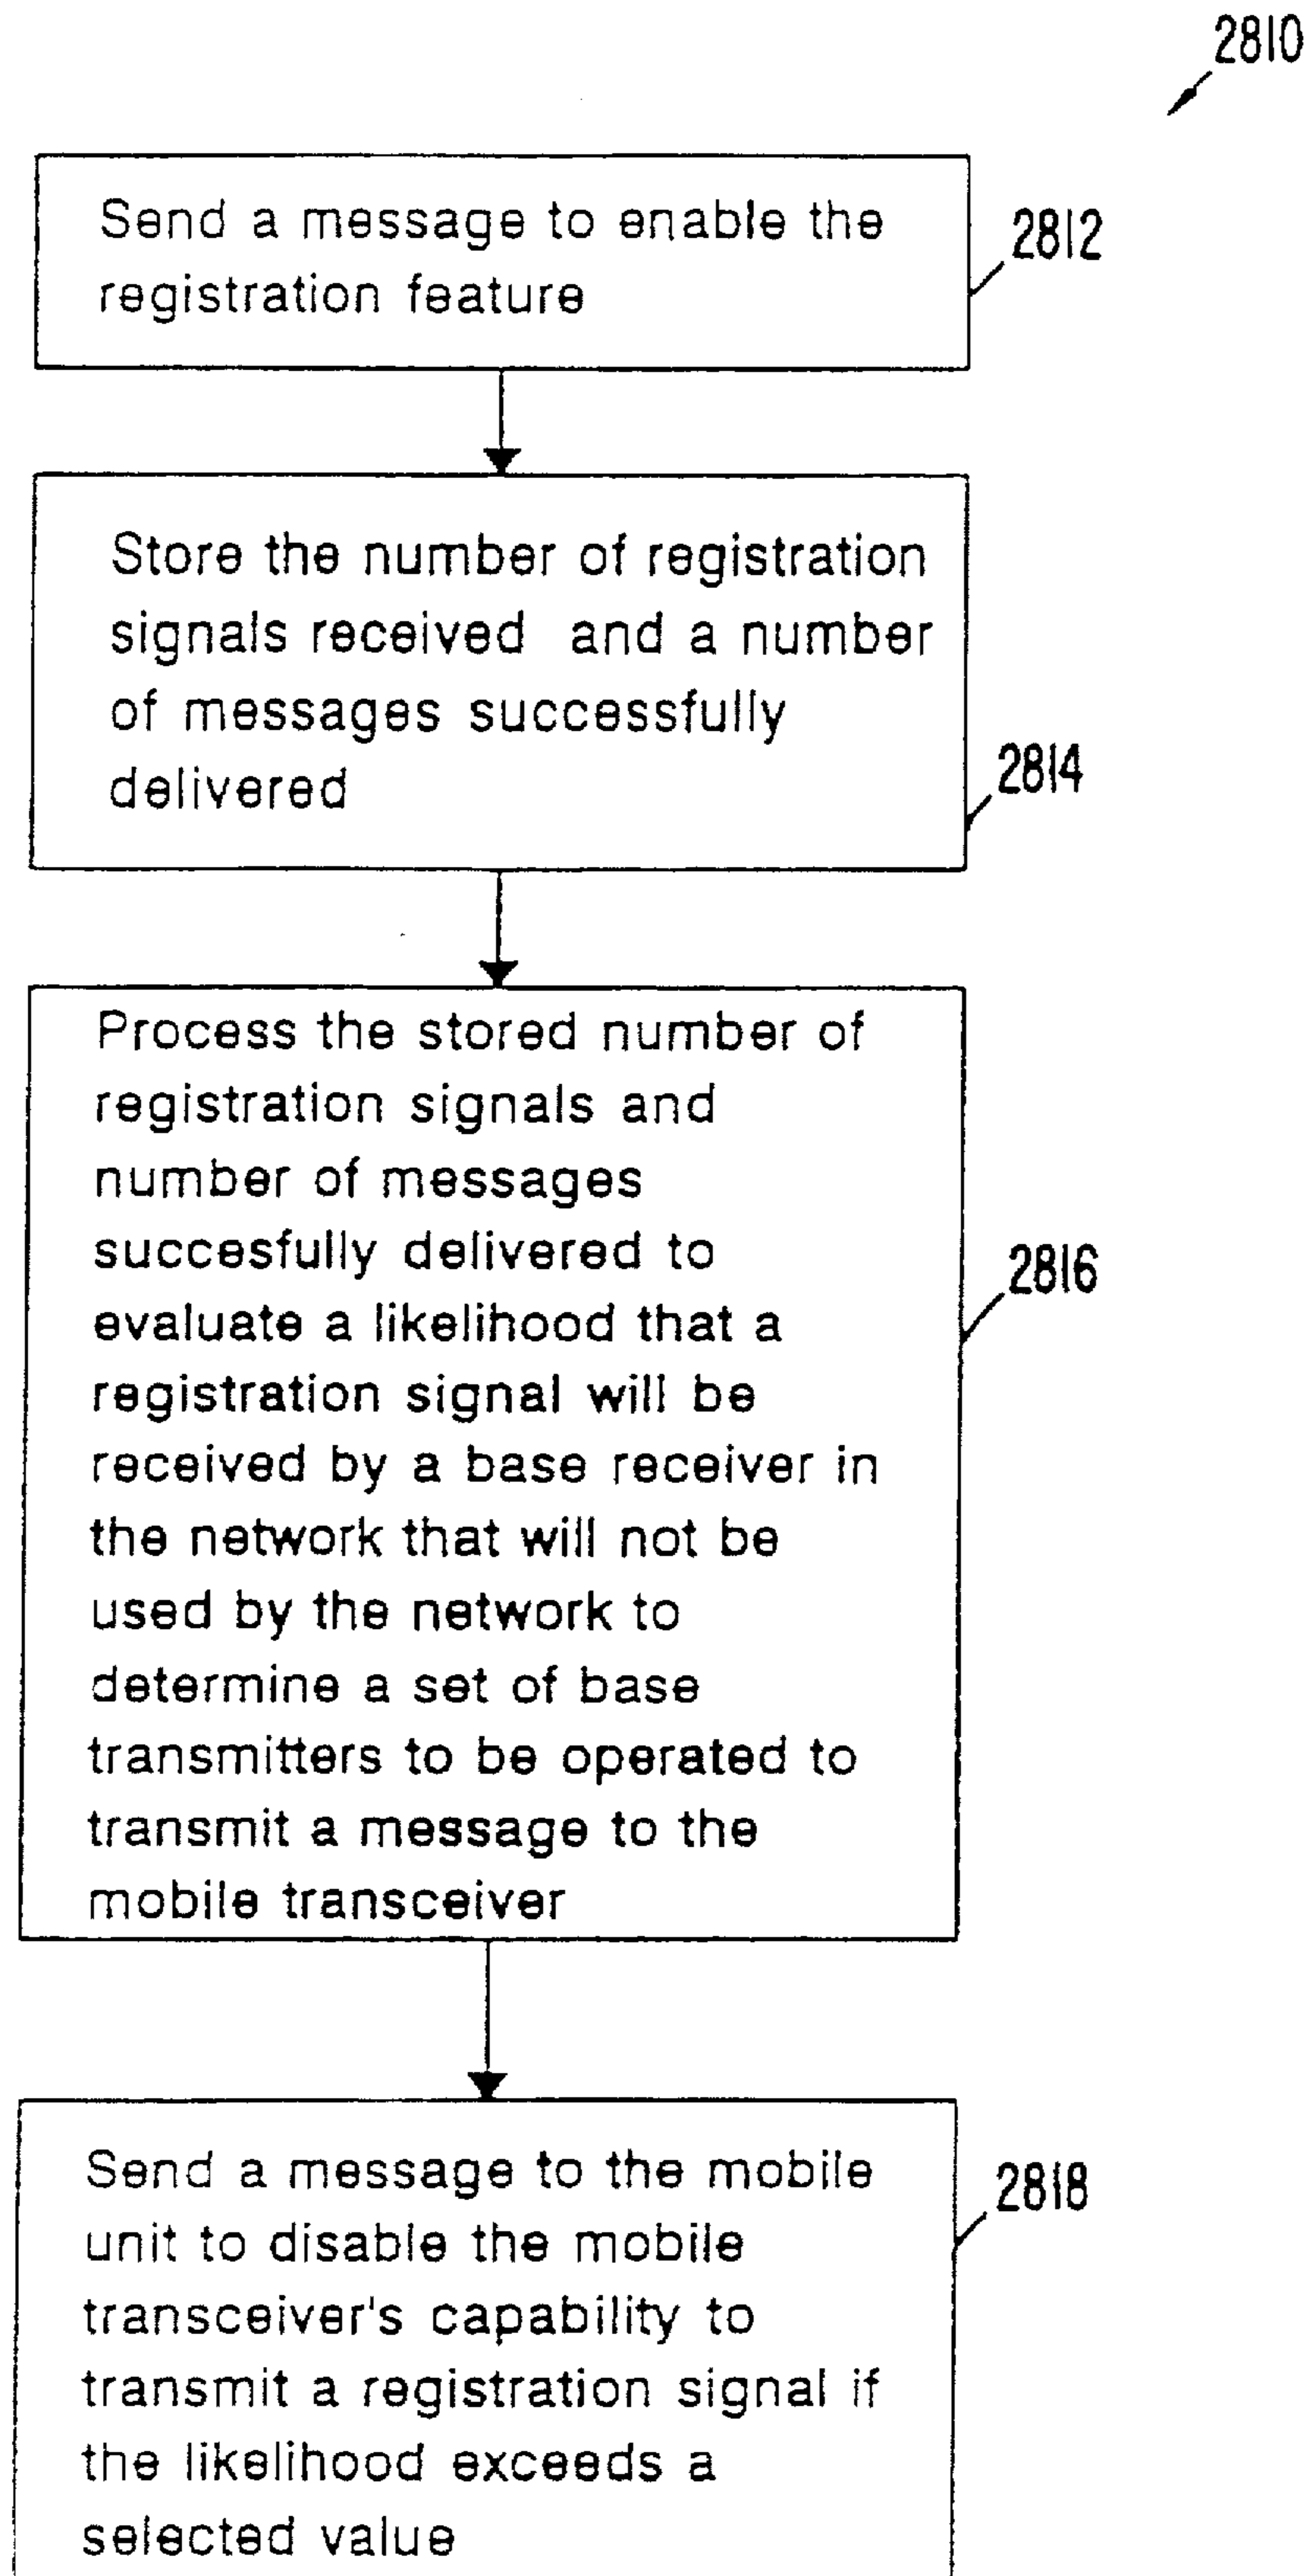 2810
Send a message to enable the
registration feature
2812
Store the number of registration
signals received and a number
of messages successfully
delivered
2814
Process the stored number of
registration signals and
number of messages
succesfully delivered to
evaluate a likelihood that a
registration signal will be
received by a base receiver in
the network that will not be
used by the network to
determine a set of base
transmitters to be operated to
transmit a message to the
mobile transceiver
2816
Send a message to the mobile
unit to disable the mobile
transceiver's capability to
transmit a registration signal if
the likelihood exceeds a
selected value
2818